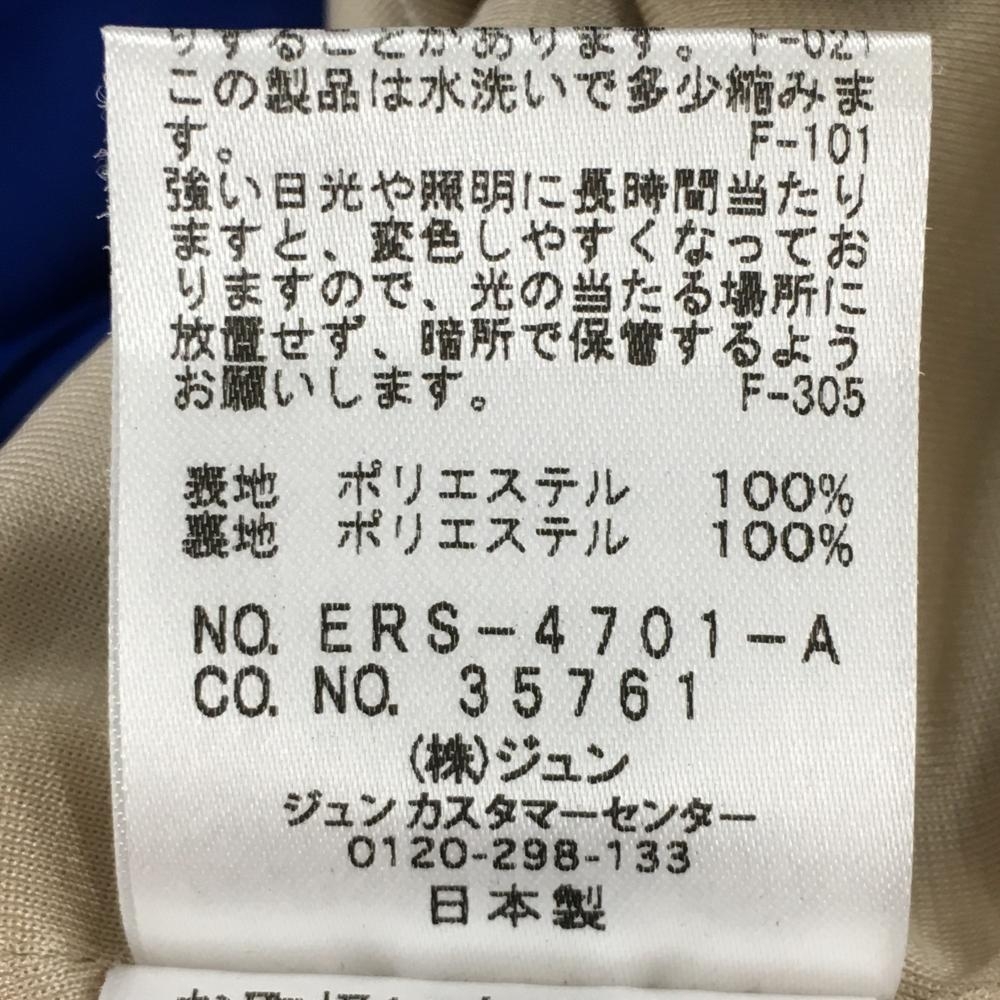 りすることがあります。 F-021
この製品は水洗いで多少縮みま
す。 F-101
強い日光や照明に長時間当たり
ますと、変色しやすくなってお
りますので、光の当たる場所に
放置せず、暗所で保管するよう
お願いします。 F-305
表地 ポリエステル 100%
裏地 ポリエステル 100%
NO. ERS-4701-A
CO. NO. 35761
(株)ジュン
ジュンカスタマーセンター
0120-298-133
日本製